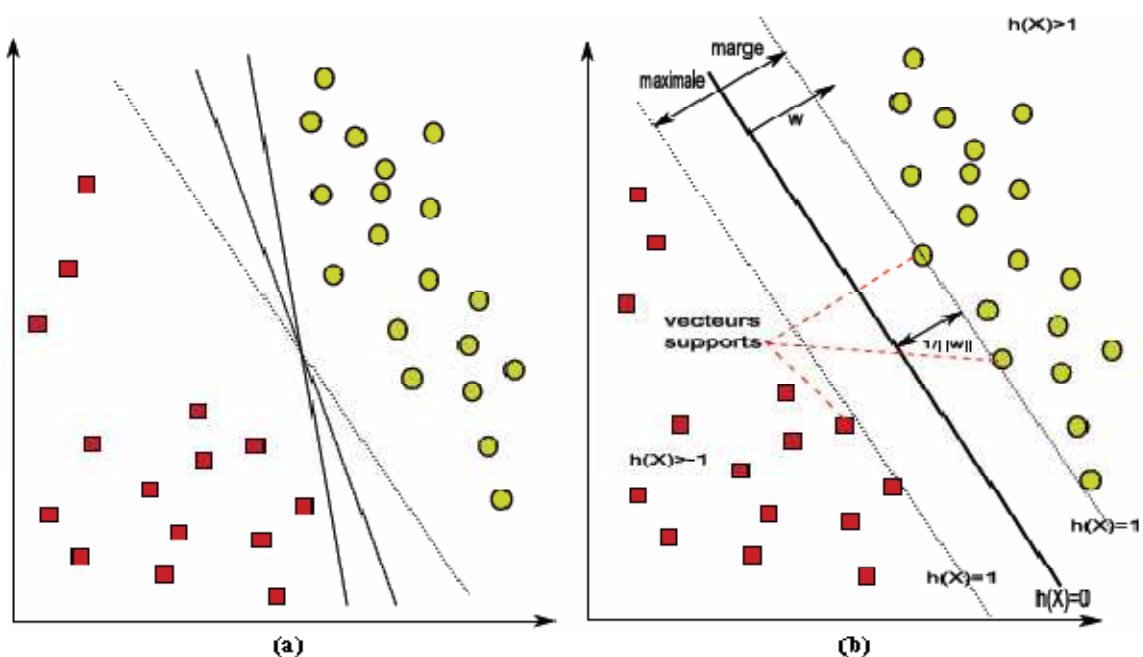 (a)
h(X)>1
marge
maximale
w
vecteurs
supports
1/||w||
h(X)>-1
h(X)=1
h(X)=1
h(X)=0
(b)